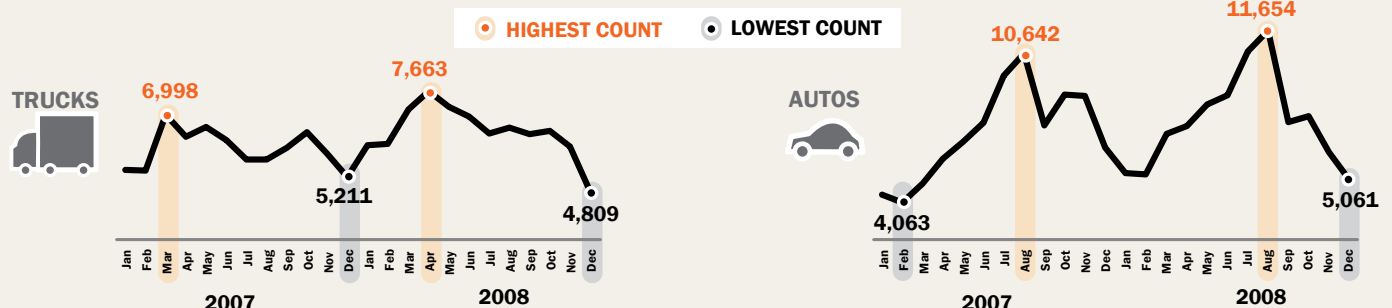 HIGHEST COUNT
LOWEST COUNT
TRUCKS
6,998
7,663
5,211
4,809
Jan Feb Mar Apr May Jun Jul Aug Sep Oct Nov Dec Jan Feb Mar Apr May Jun Jul Aug Sep Oct Nov Dec
2007 2008
AUTOS
10,642
11,654
4,063
5,061
Jan Feb Mar Apr May Jun Jul Aug Sep Oct Nov Dec Jan Feb Mar Apr May Jun Jul Aug Sep Oct Nov Dec
2007 2008